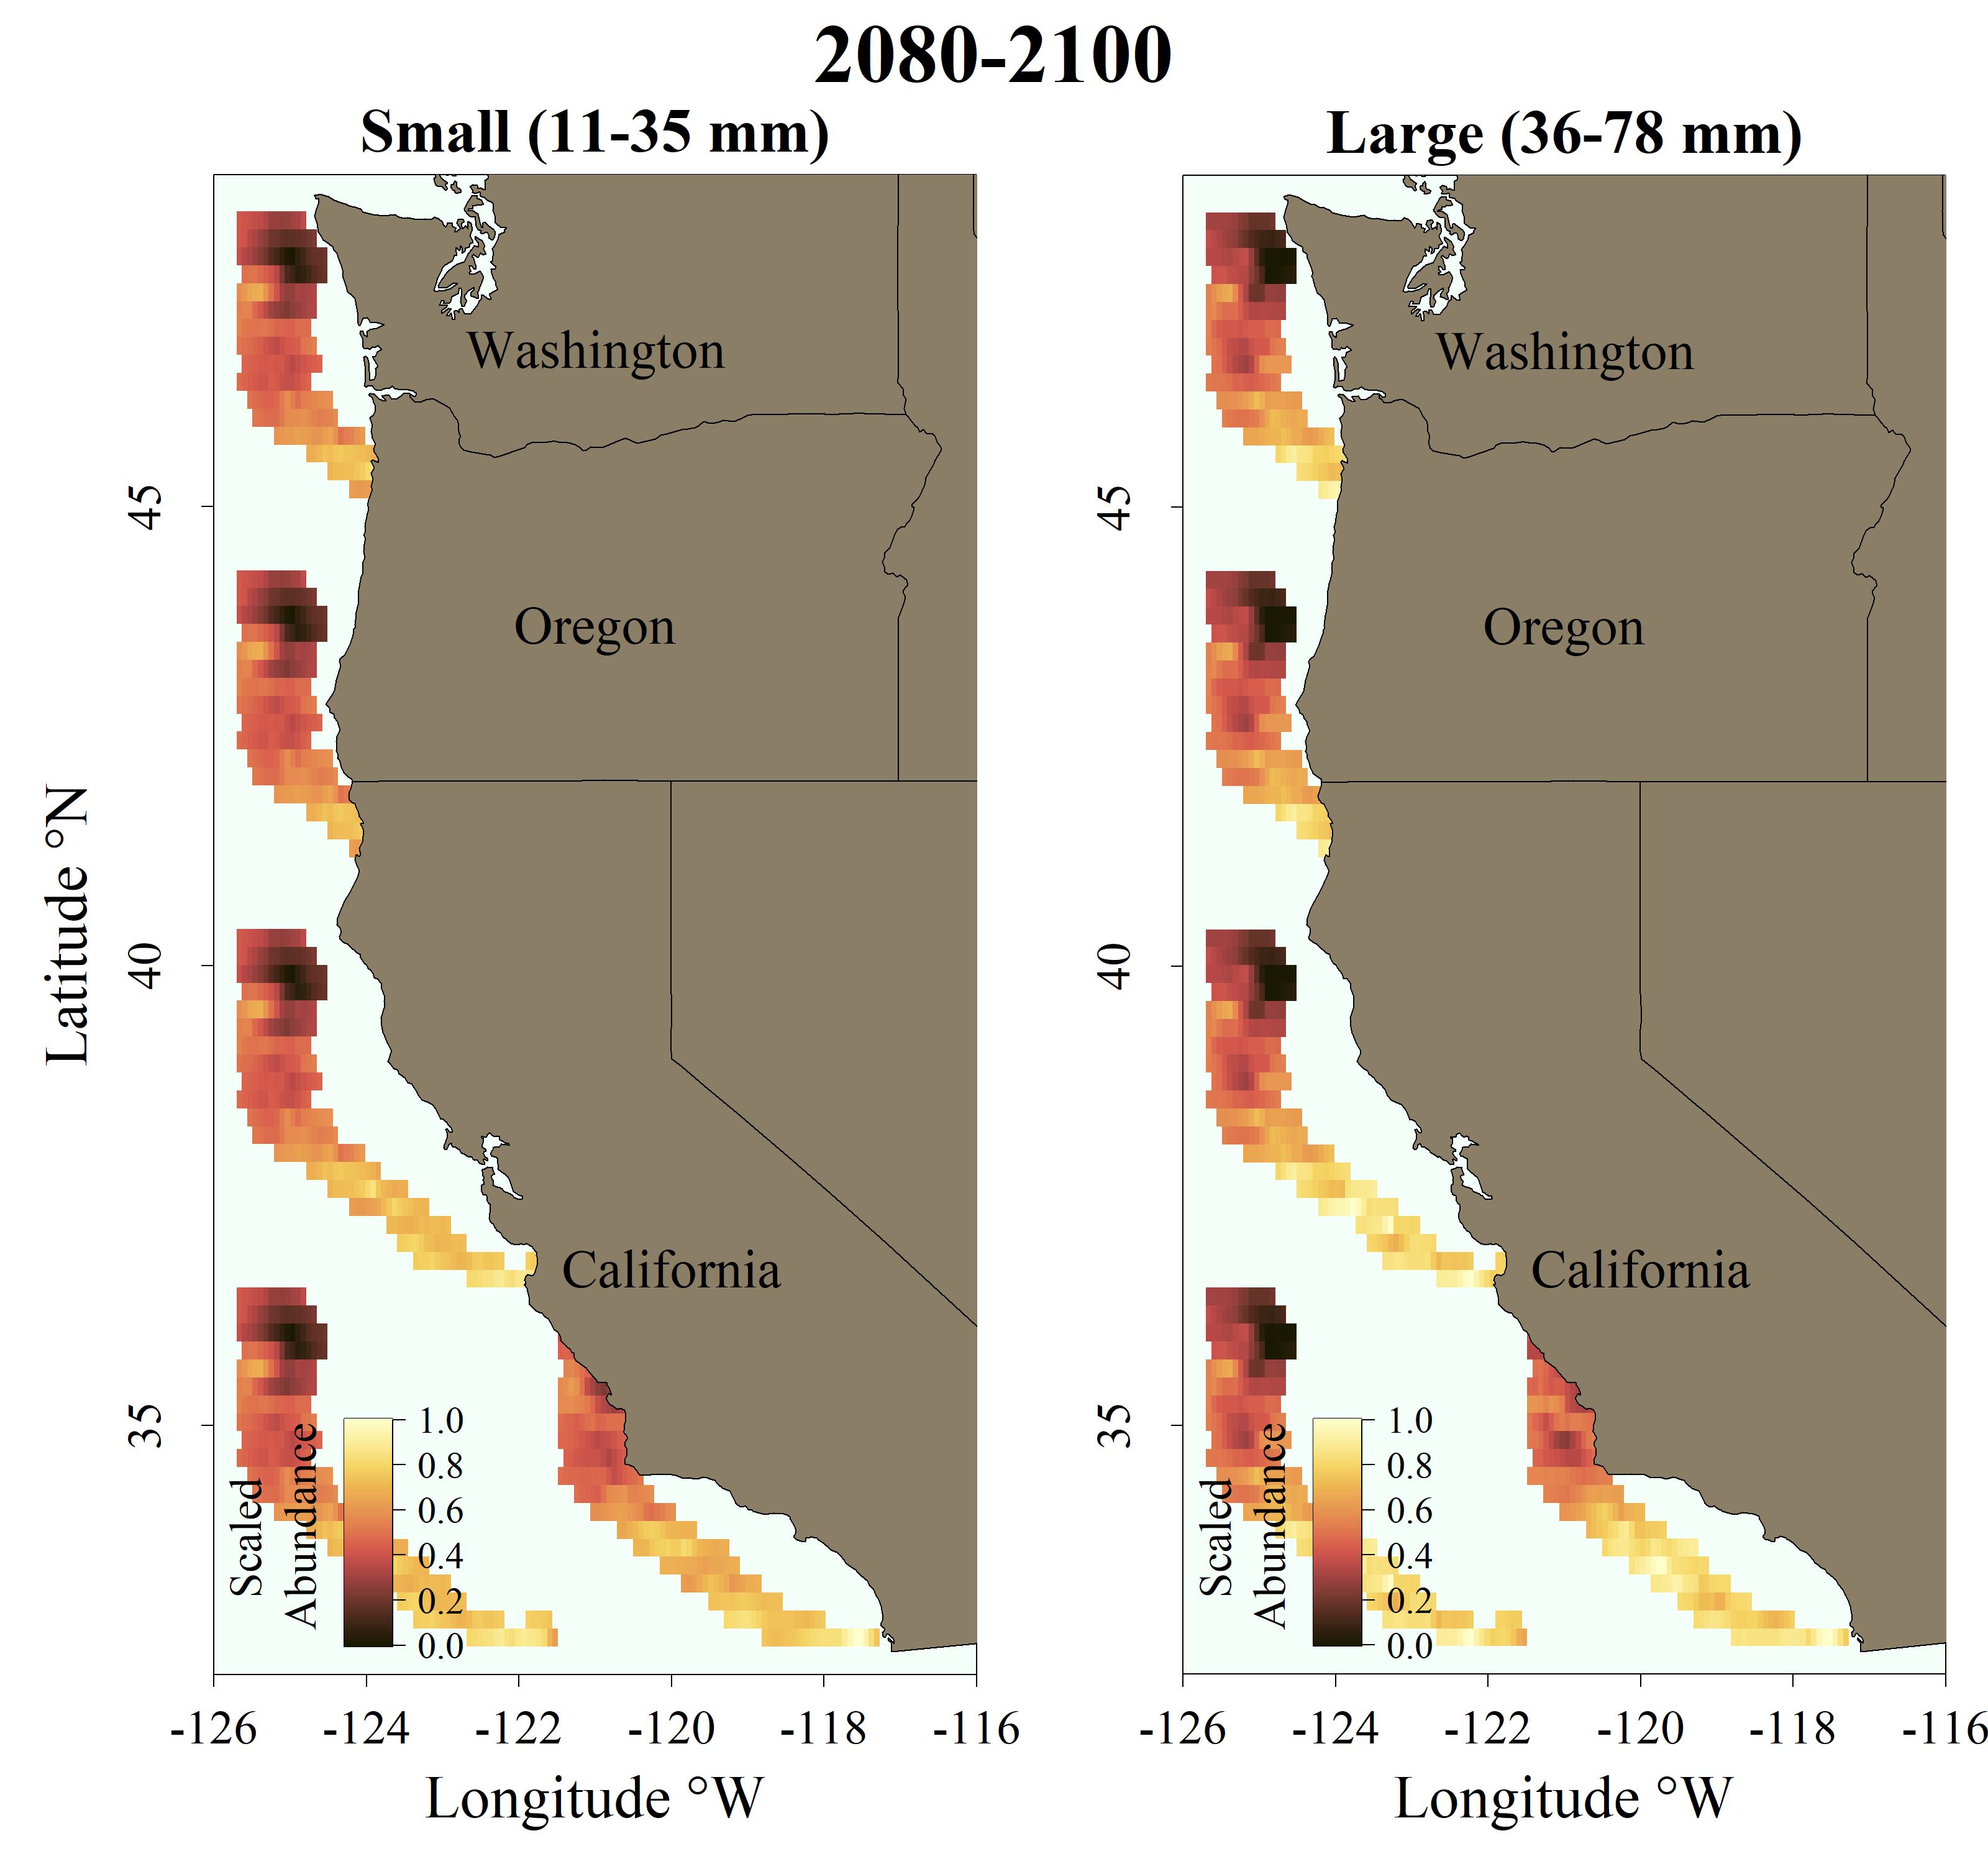 2080-2100
Small (11-35 mm)
Large (36-78 mm)
Washington
Oregon
California
Washington
Oregon
California
Latitude °N
45
40
35
45
40
35
Scaled
Abundance
1.0
0.8
0.6
0.4
0.2
0.0
Scaled
Abundance
1.0
0.8
0.6
0.4
0.2
0.0
-126 -124 -122 -120 -118 -116
-126 -124 -122 -120 -118 -116
Longitude °W
Longitude °W